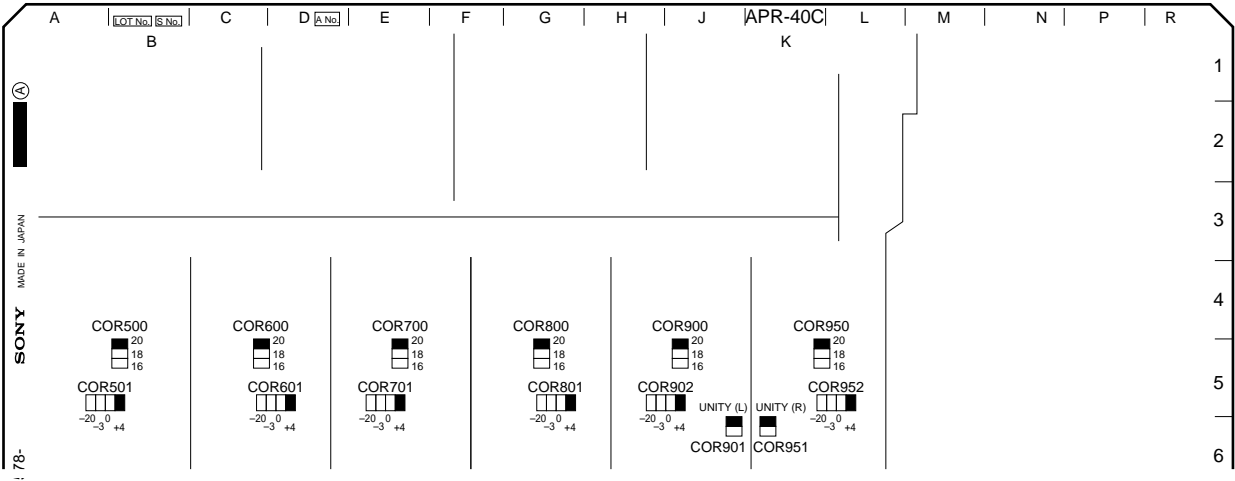 A LOT No. S No. C D A No. E F G H J APR-40C L M N P R
B K
1
A
2
3
MADE IN JAPAN
4
SONY
COR500 COR600 COR700 COR800 COR900 COR950
20 20 20 20 20 20
18 18 18 18 18 18
16 16 16 16 16 16
5
COR501 COR601 COR701 COR801 COR902 COR952
UNITY (L) UNITY (R)
–20 0 –20 0 –20 0 –20 0 –20 0 –20 0
–3 +4 –3 +4 –3 +4 –3 +4 –3 +4 –3 +4
COR901 COR951
78-
6